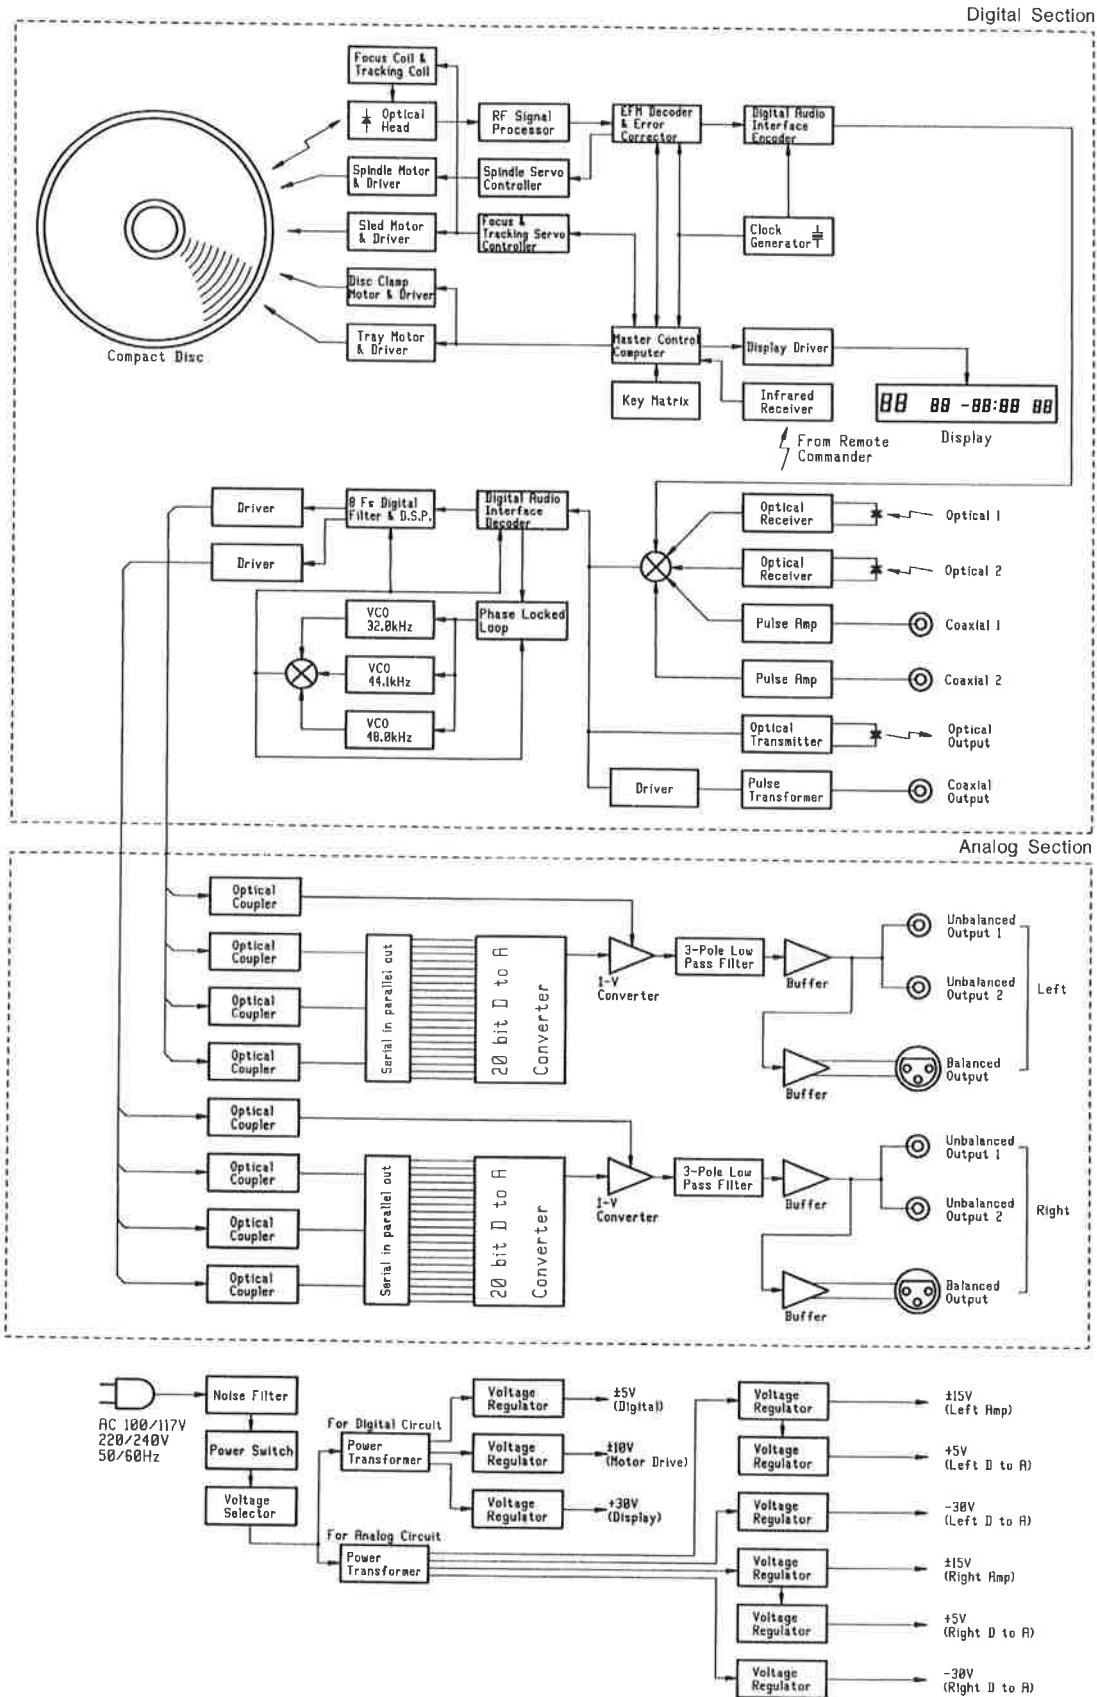 Digital Section
Focus Coil &
Tracking Coil
Optical
Head
RF Signal
Processor
EFM Decoder
& Error
Corrector
Digital Audio
Interface
Encoder
Spindle Motor
& Driver
Spindle Servo
Controller
Sled Motor
& Driver
Focus &
Tracking Servo
Controller
Clock
Generator
Disc Clamp
Motor & Driver
Tray Motor
& Driver
Compact Disc
Master Control
Computer
Display Driver
Key Matrix
Infrared
Receiver
88 88 -88:88 88
Display
From Remote
Commander
Driver
8 Fs Digital
Filter & D.S.P.
Digital Audio
Interface
Decoder
Optical
Receiver
Optical 1
Driver
Optical
Receiver
Optical 2
VCO
32.0kHz
Phase Locked
Loop
Pulse Amp
Coaxial 1
VCO
44.1kHz
Pulse Amp
Coaxial 2
VCO
48.0kHz
Optical
Transmitter
Optical
Output
Driver
Pulse
Transformer
Coaxial
Output
Analog Section
Optical
Coupler
Optical
Coupler
Optical
Coupler
Optical
Coupler
Serial in parallel out
20 bit D to A
Converter
I-V
Converter
3-Pole Low
Pass Filter
Buffer
Unbalanced
Output 1
Unbalanced
Output 2
Left
Buffer
Balanced
Output
Optical
Coupler
Optical
Coupler
Optical
Coupler
Optical
Coupler
Serial in parallel out
20 bit D to A
Converter
I-V
Converter
3-Pole Low
Pass Filter
Buffer
Unbalanced
Output 1
Unbalanced
Output 2
Right
Buffer
Balanced
Output
AC 100/117V
220/240V
50/60Hz
Noise Filter
Power Switch
Voltage
Selector
For Digital Circuit
Power
Transformer
For Analog Circuit
Power
Transformer
Voltage
Regulator
±5V
(Digital)
Voltage
Regulator
±10V
(Motor Drive)
Voltage
Regulator
+30V
(Display)
Voltage
Regulator
±15V
(Left Amp)
Voltage
Regulator
+5V
(Left D to A)
Voltage
Regulator
-30V
(Left D to A)
Voltage
Regulator
±15V
(Right Amp)
Voltage
Regulator
+5V
(Right D to A)
Voltage
Regulator
-30V
(Right D to A)